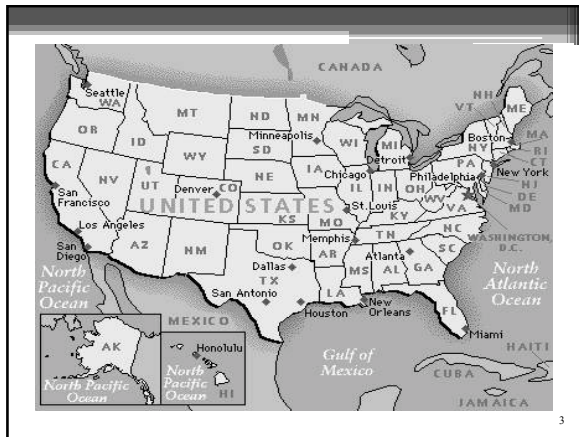 CANADA
Seattle
WA
MT
ND
MN
NH
VT
ME
OR
ID
Minneapolis
WI
MI
Boston
MA
NY
SD
WY
Detroit
RI
CT
CA
NV
UT
Denver
CO
NE
IA
Chicago
IL
IN
OH
PA
Philadelphia
New York
NJ
DE
MD
San
Francisco
UNITED STATES
KS
MO
St.Louis
WV
VA
KY
WASHINGTON,
D.C.
Los Angeles
San
Diego
AZ
NM
OK
AR
Memphis
TN
NC
SC
Atlanta
Dallas
TX
MS
AL
GA
North
Pacific
Ocean
North
Atlantic
Ocean
San Antonio
Houston
LA
New
Orleans
FL
Miami
MEXICO
Gulf of
Mexico
AK
North Pacific
Ocean
Honolulu
North
Pacific
Ocean
HI
HAITI
CUBA
JAMAICA
3